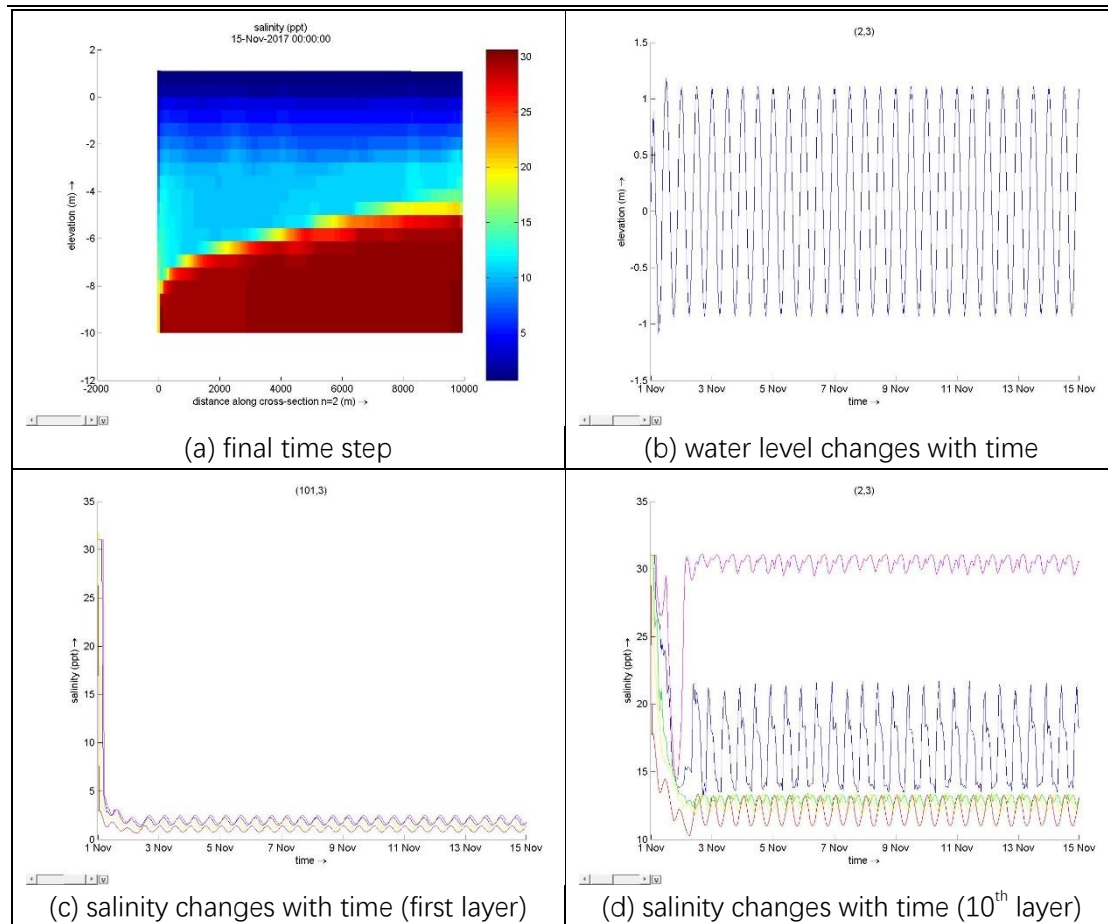 salinity (ppt)
15-Nov-2017 00:00:00
2
0
-2
-4
-6
-8
-10
-12
elevation (m) →
-2000 0 2000 4000 6000 8000 10000
distance along cross-section n=2 (m) →
30
25
20
15
10
5
(a) final time step
(2,3)
1.5
1
0.5
0
-0.5
-1
-1.5
elevation (m) →
1 Nov 3 Nov 5 Nov 7 Nov 9 Nov 11 Nov 13 Nov 15 Nov
time →
(b) water level changes with time
(101,3)
35
30
25
20
15
10
5
0
salinity (ppt) →
1 Nov 3 Nov 5 Nov 7 Nov 9 Nov 11 Nov 13 Nov 15 Nov
time →
(c) salinity changes with time (first layer)
(2,3)
35
30
25
20
15
10
salinity (ppt) →
1 Nov 3 Nov 5 Nov 7 Nov 9 Nov 11 Nov 13 Nov 15 Nov
time →
(d) salinity changes with time (10th layer)